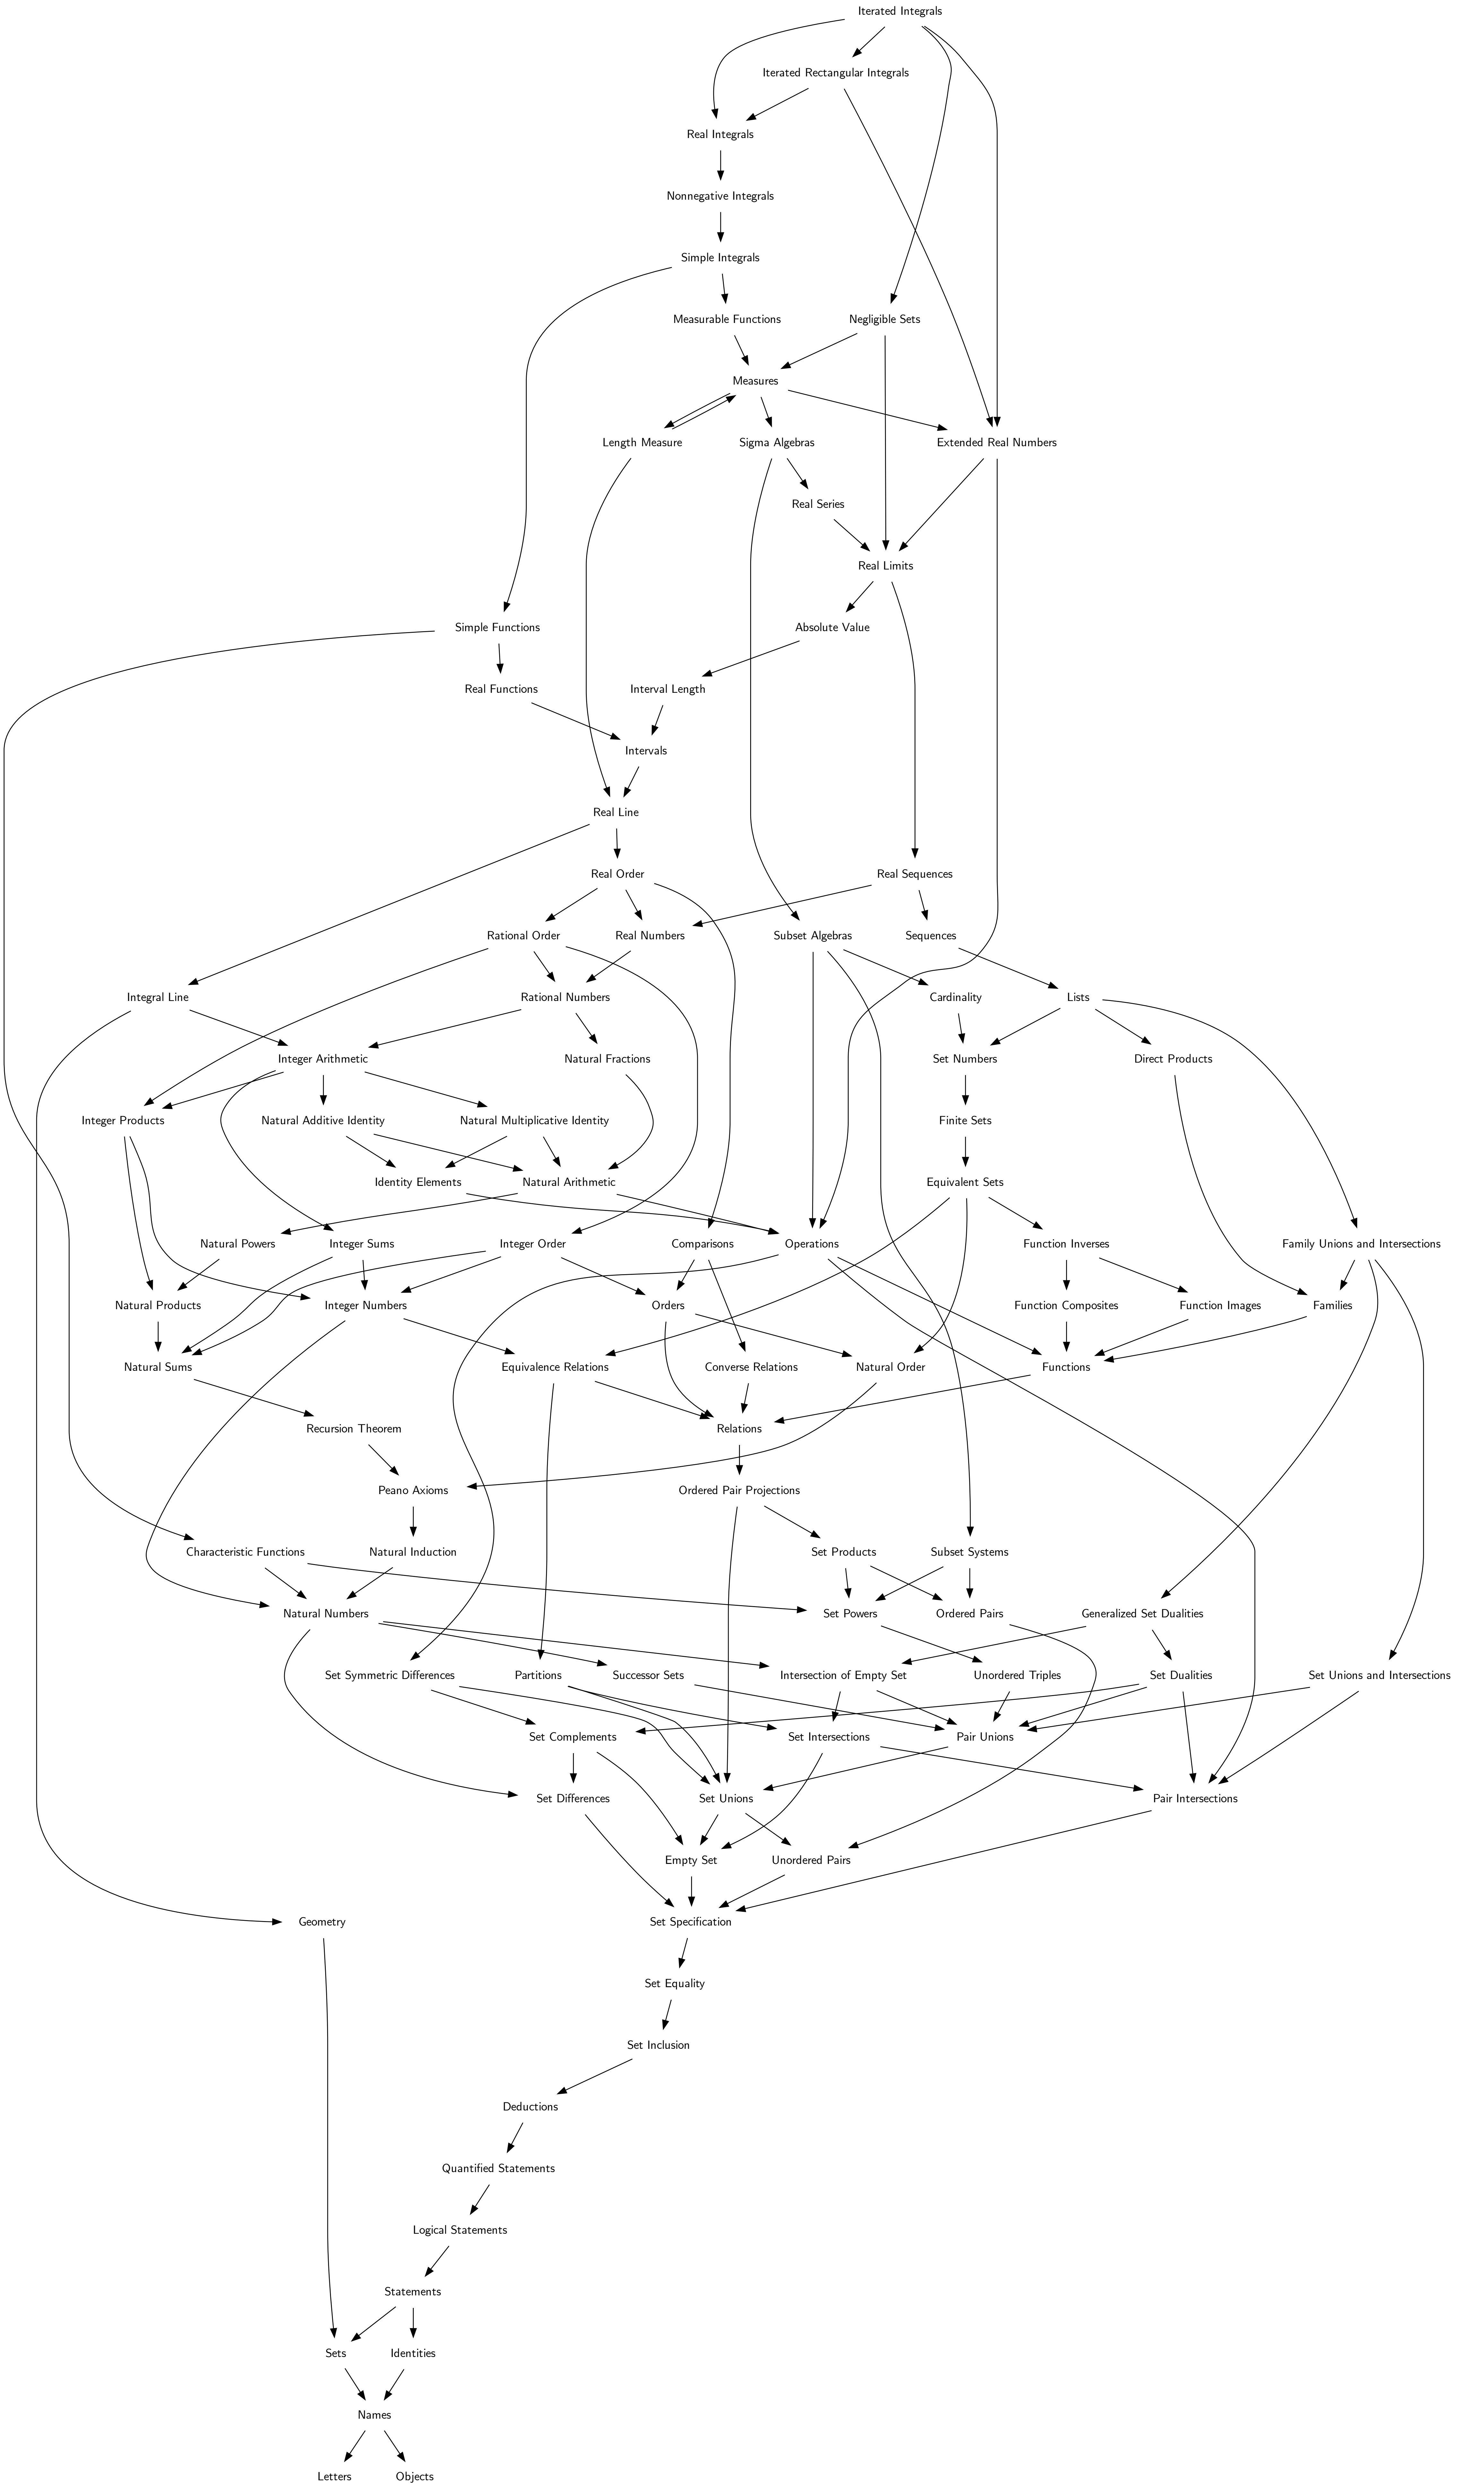 Iterated Integrals
Iterated Rectangular Integrals
Real Integrals
Nonnegative Integrals
Simple Integrals
Measurable Functions
Negligible Sets
Measures
Length Measure
Sigma Algebras
Extended Real Numbers
Real Series
Real Limits
Simple Functions
Absolute Value
Real Functions
Interval Length
Intervals
Real Line
Real Order
Real Sequences
Rational Order
Real Numbers
Subset Algebras
Sequences
Integral Line
Rational Numbers
Cardinality
Lists
Integer Arithmetic
Natural Fractions
Set Numbers
Direct Products
Integer Products
Natural Additive Identity
Natural Multiplicative Identity
Finite Sets
Identity Elements
Natural Arithmetic
Equivalent Sets
Natural Powers
Integer Sums
Integer Order
Comparisons
Operations
Function Inverses
Family Unions and Intersections
Natural Products
Integer Numbers
Orders
Function Composites
Function Images
Families
Natural Sums
Equivalence Relations
Converse Relations
Natural Order
Functions
Recursion Theorem
Relations
Peano Axioms
Ordered Pair Projections
Characteristic Functions
Natural Induction
Set Products
Subset Systems
Natural Numbers
Set Powers
Ordered Pairs
Generalized Set Dualities
Set Symmetric Differences
Partitions
Successor Sets
Intersection of Empty Set
Unordered Triples
Set Dualities
Set Unions and Intersections
Set Complements
Set Intersections
Pair Unions
Set Differences
Set Unions
Pair Intersections
Empty Set
Unordered Pairs
Geometry
Set Specification
Set Equality
Set Inclusion
Deductions
Quantified Statements
Logical Statements
Statements
Sets
Identities
Names
Letters
Objects